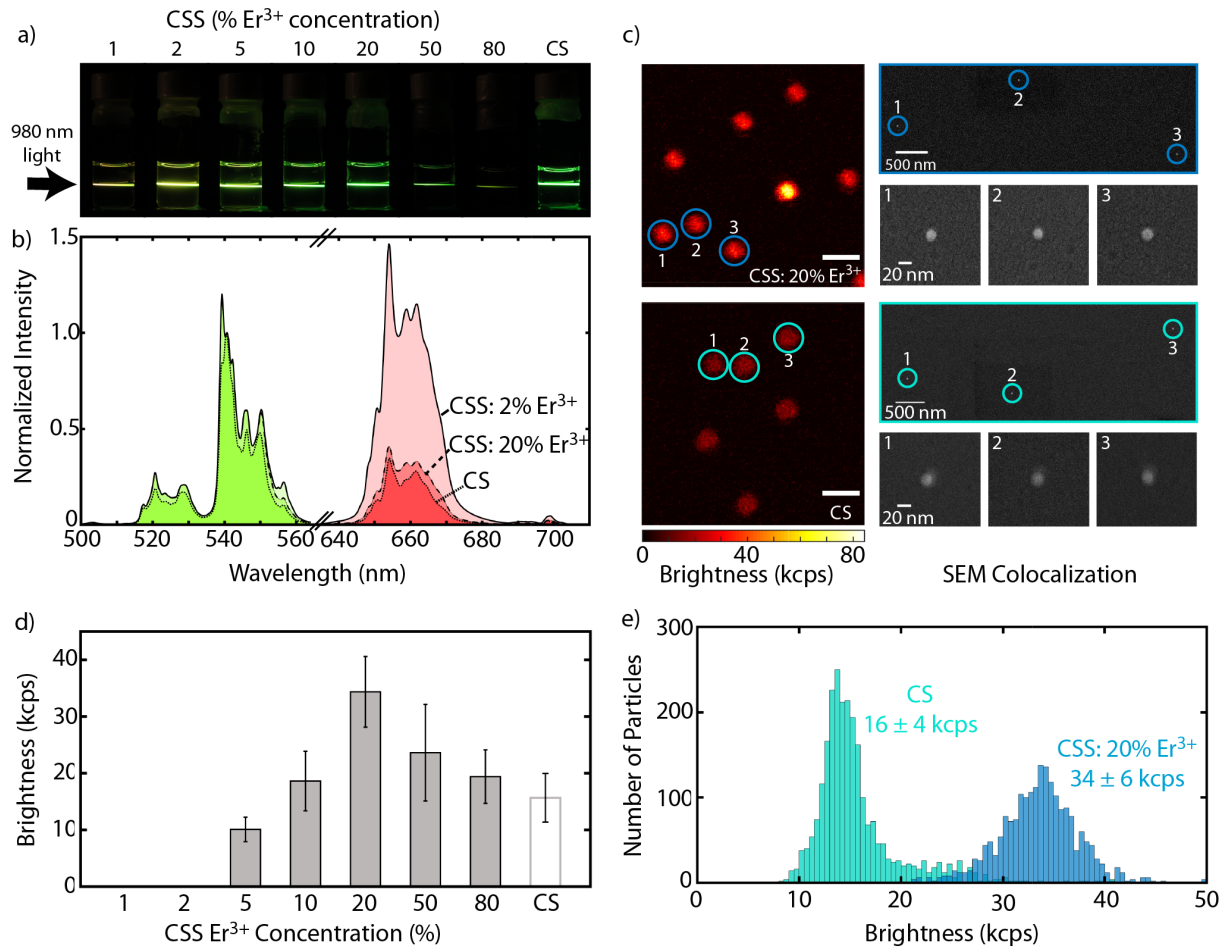 a)
CSS (% Er³⁺ concentration)
1 2 5 10 20 50 80 CS
980 nm
light
b)
1.5
1.0
0.5
0
Normalized Intensity
CSS: 2% Er³⁺
CSS: 20% Er³⁺
CS
500 520 540 560 640 660 680 700
Wavelength (nm)
c)
1
2
3
CSS: 20% Er³⁺
1
2
3
500 nm
1
2
3
20 nm
1
2
3
CS
0 40 80
Brightness (kcps)
1
2
3
500 nm
1
2
3
20 nm
SEM Colocalization
d)
40
30
20
10
0
Brightness (kcps)
1 2 5 10 20 50 80 CS
CSS Er³⁺ Concentration (%)
e)
300
200
100
0
Number of Particles
CS
16 ± 4 kcps
CSS: 20% Er³⁺
34 ± 6 kcps
0 10 20 30 40 50
Brightness (kcps)